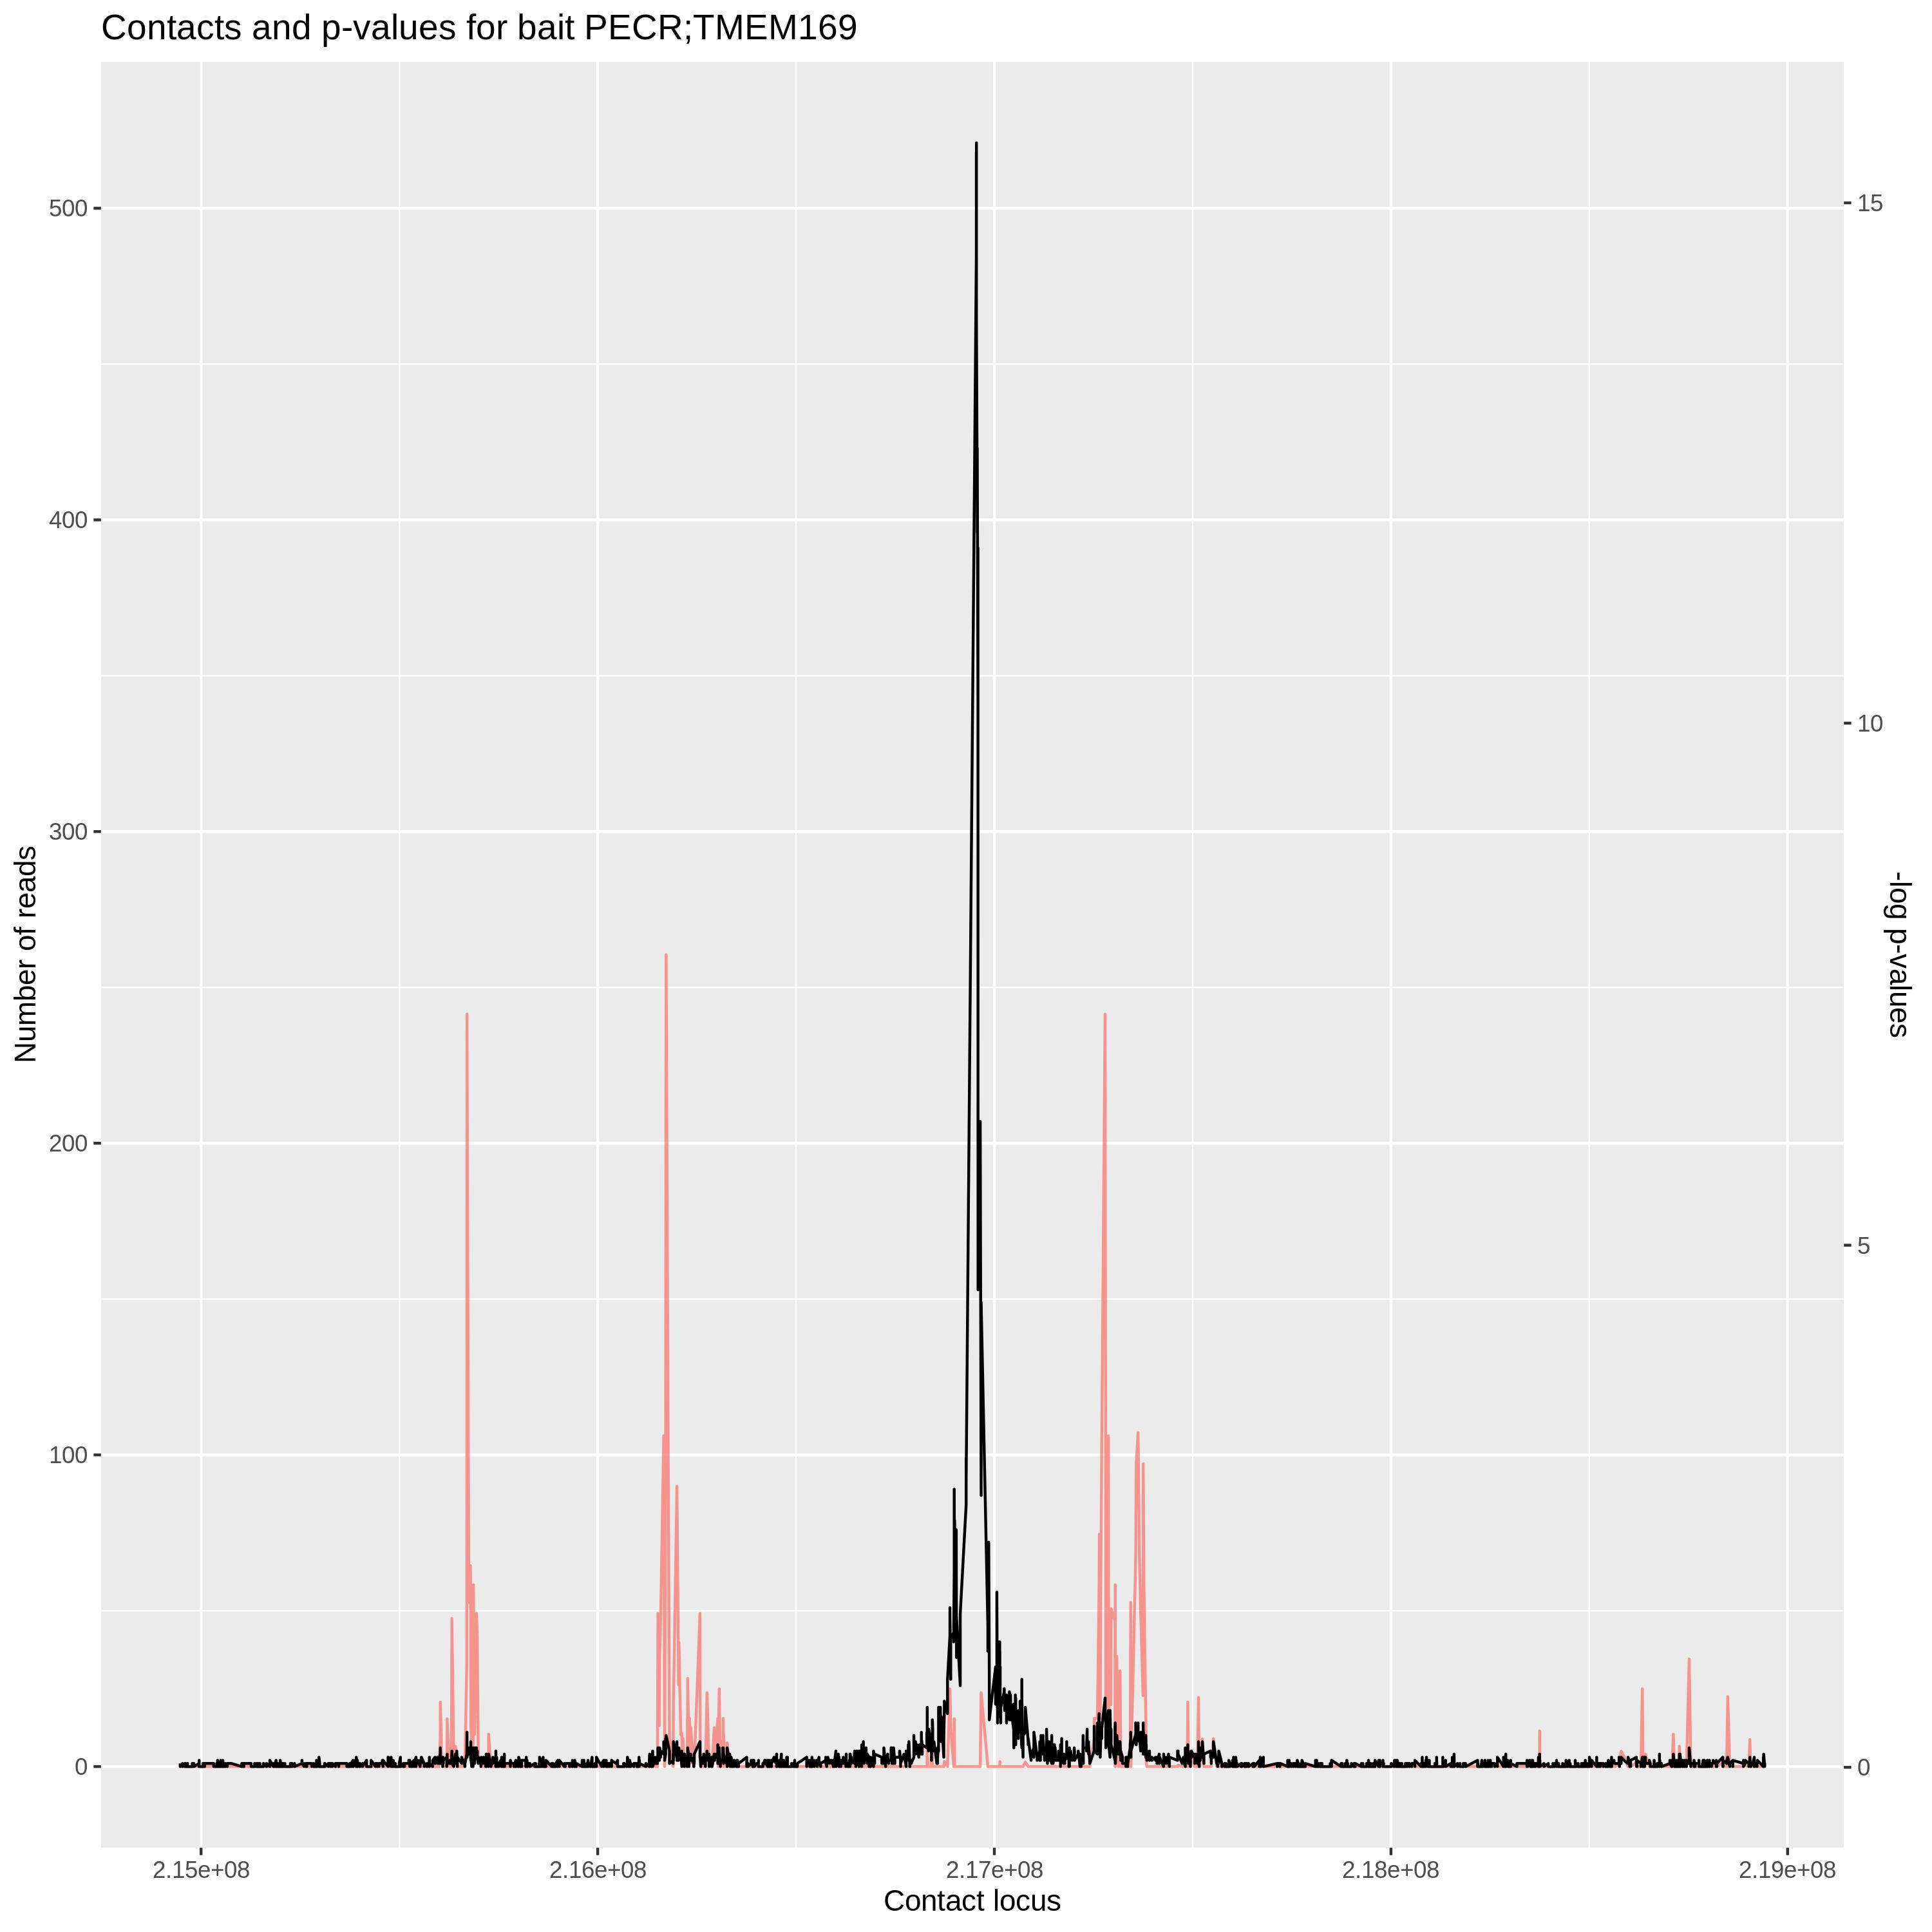 Contacts and p-values for bait PECR;TMEM169
Number of reads
500
400
300
200
100
0
15
10
5
0
-log p-values
2.15e+08 2.16e+08 2.17e+08 2.18e+08 2.19e+08
Contact locus